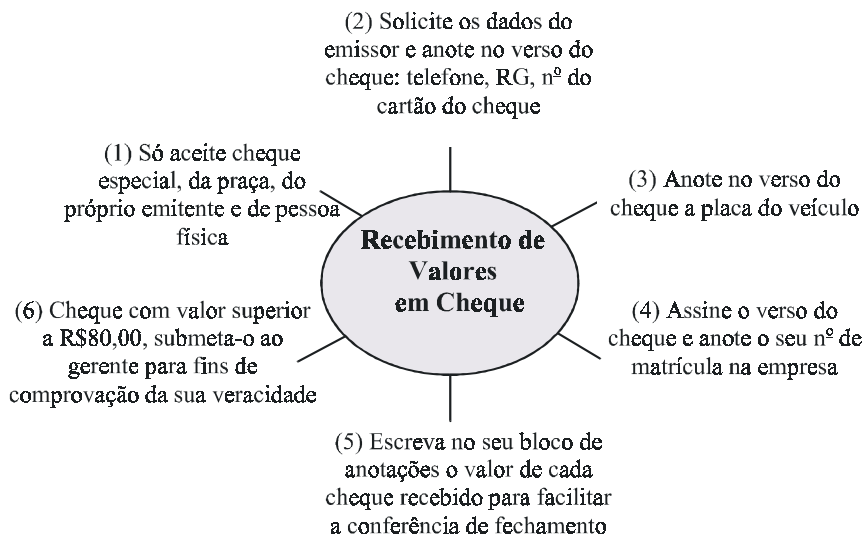 (2) Solicite os dados do
emissor e anote no verso do
cheque: telefone, RG, nº do
cartão do cheque
(1) Só aceite cheque
especial, da praça, do
próprio emitente e de pessoa
física
(3) Anote no verso do
cheque a placa do veículo
Recebimento de
Valores
em Cheque
(6) Cheque com valor superior
a R$80,00, submeta-o ao
gerente para fins de
comprovação da sua veracidade
(4) Assine o verso do
cheque e anote o seu nº de
matrícula na empresa
(5) Escreva no seu bloco de
anotações o valor de cada
cheque recebido para facilitar
a conferência de fechamento